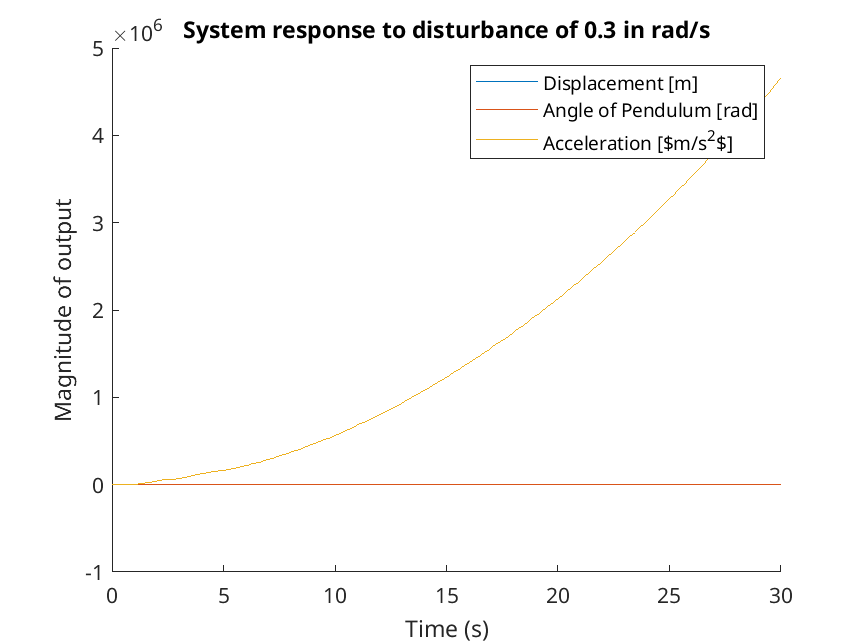 System response to disturbance of 0.3 in rad/s
×10^6
5
4
3
2
1
0
-1
Magnitude of output
Displacement [m]
Angle of Pendulum [rad]
Acceleration [$m/s^2$]
0 5 10 15 20 25 30
Time (s)